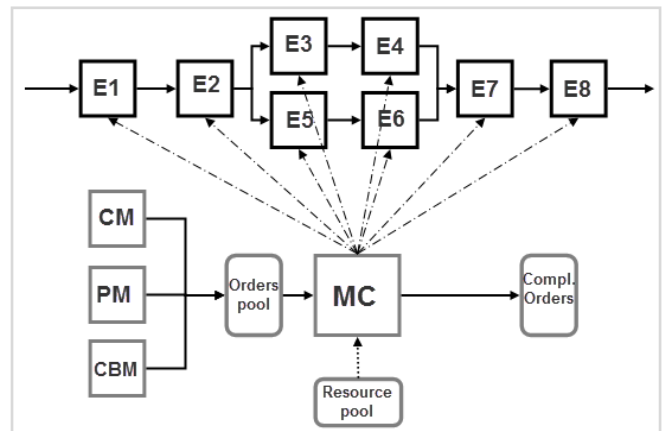 E3
E4
E1
E2
E7
E8
E5
E6
CM
PM
CBM
Orders
pool
MC
Compl.
Orders
Resource
pool